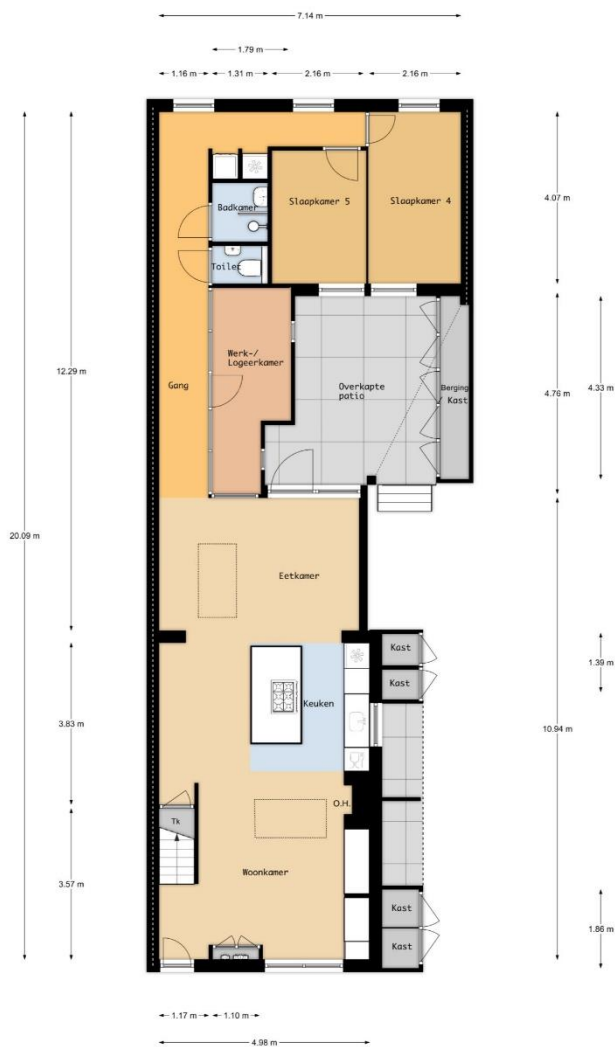 7.14 m
1.79 m
1.16 m 1.31 m 2.16 m 2.16 m
Badkamer
Slaapkamer 5
Slaapkamer 4
4.07 m
Toilet
Werk-/
Logeerkamer
12.29 m
Gang
Overkapte
patio
Berging
/ Kast
4.76 m
4.33 m
20.09 m
Eetkamer
Kast
1.39 m
Kast
Keuken
3.83 m
10.94 m
O.H.
Tk
Woonkamer
3.57 m
Kast
1.86 m
Kast
1.17 m 1.10 m
4.98 m